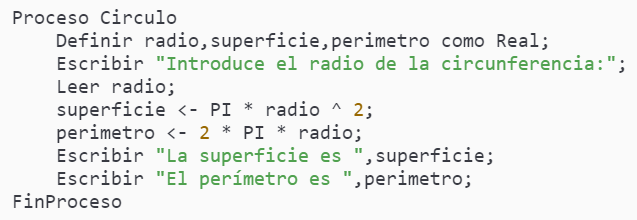 Proceso Circulo
    Definir radio,superficie,perimetro como Real;
    Escribir "Introduce el radio de la circunferencia:";
    Leer radio;
    superficie <- PI * radio ^ 2;
    perimetro <- 2 * PI * radio;
    Escribir "La superficie es ",superficie;
    Escribir "El perímetro es ",perimetro;
FinProceso